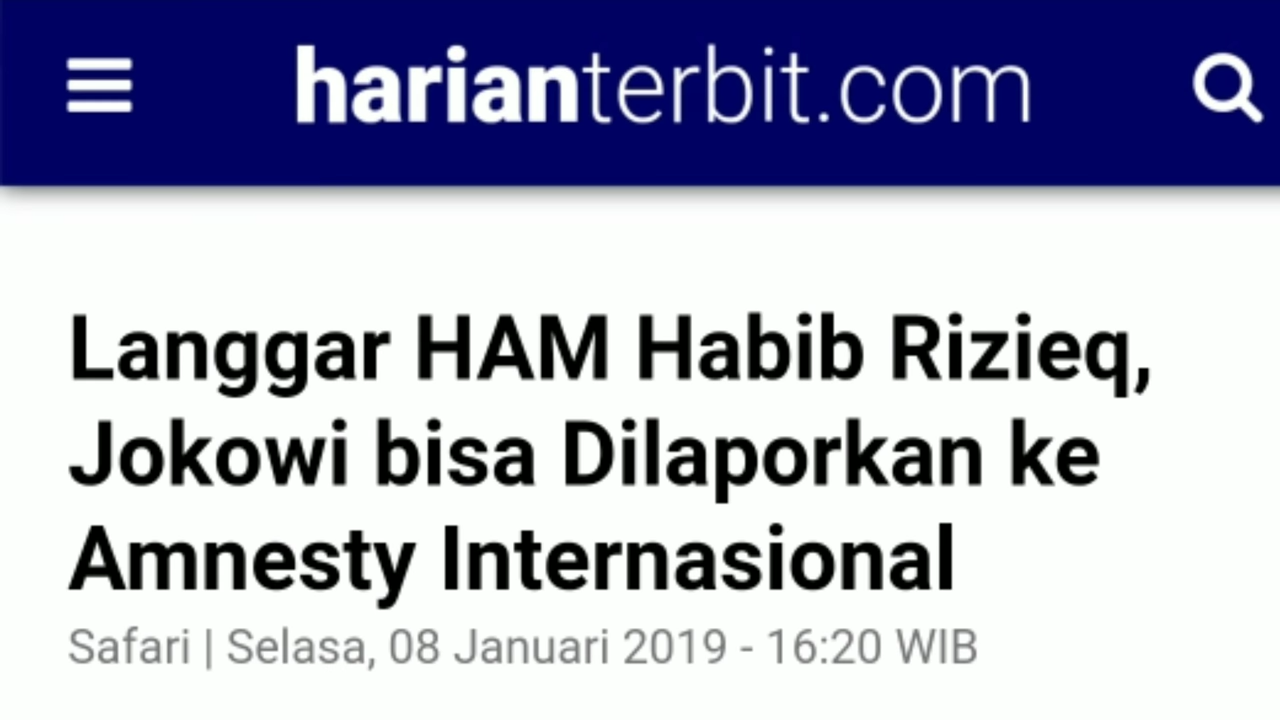 harianterbit.com
Langgar HAM Habib Rizieq,
Jokowi bisa Dilaporkan ke
Amnesty Internasional
Safari | Selasa, 08 Januari 2019 - 16:20 WIB